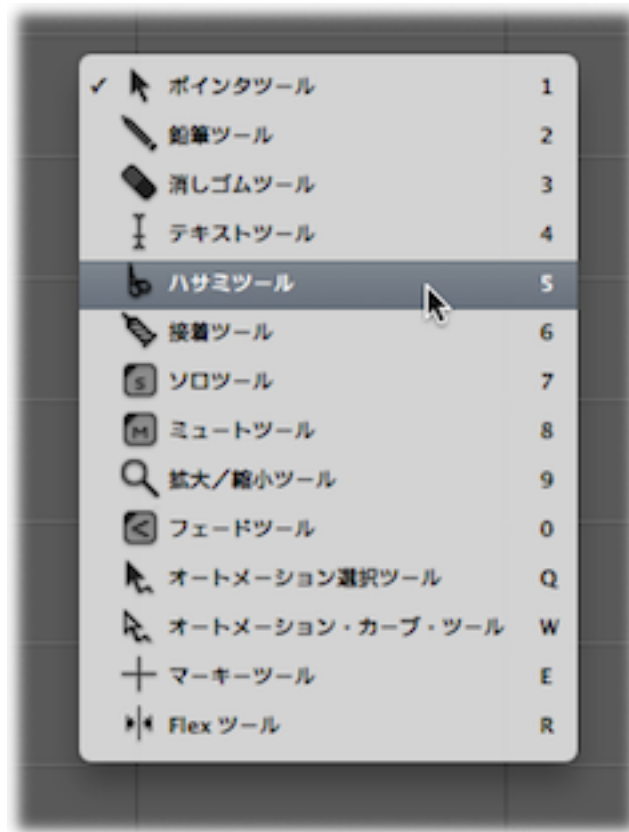 ✓ ポインタツール 1
鉛筆ツール 2
消しゴムツール 3
テキストツール 4
ハサミツール 5
接着ツール 6
S ソロツール 7
M ミュートツール 8
拡大／縮小ツール 9
フェードツール 0
オートメーション選択ツール Q
オートメーション・カーブ・ツール W
マーキーツール E
Flex ツール R